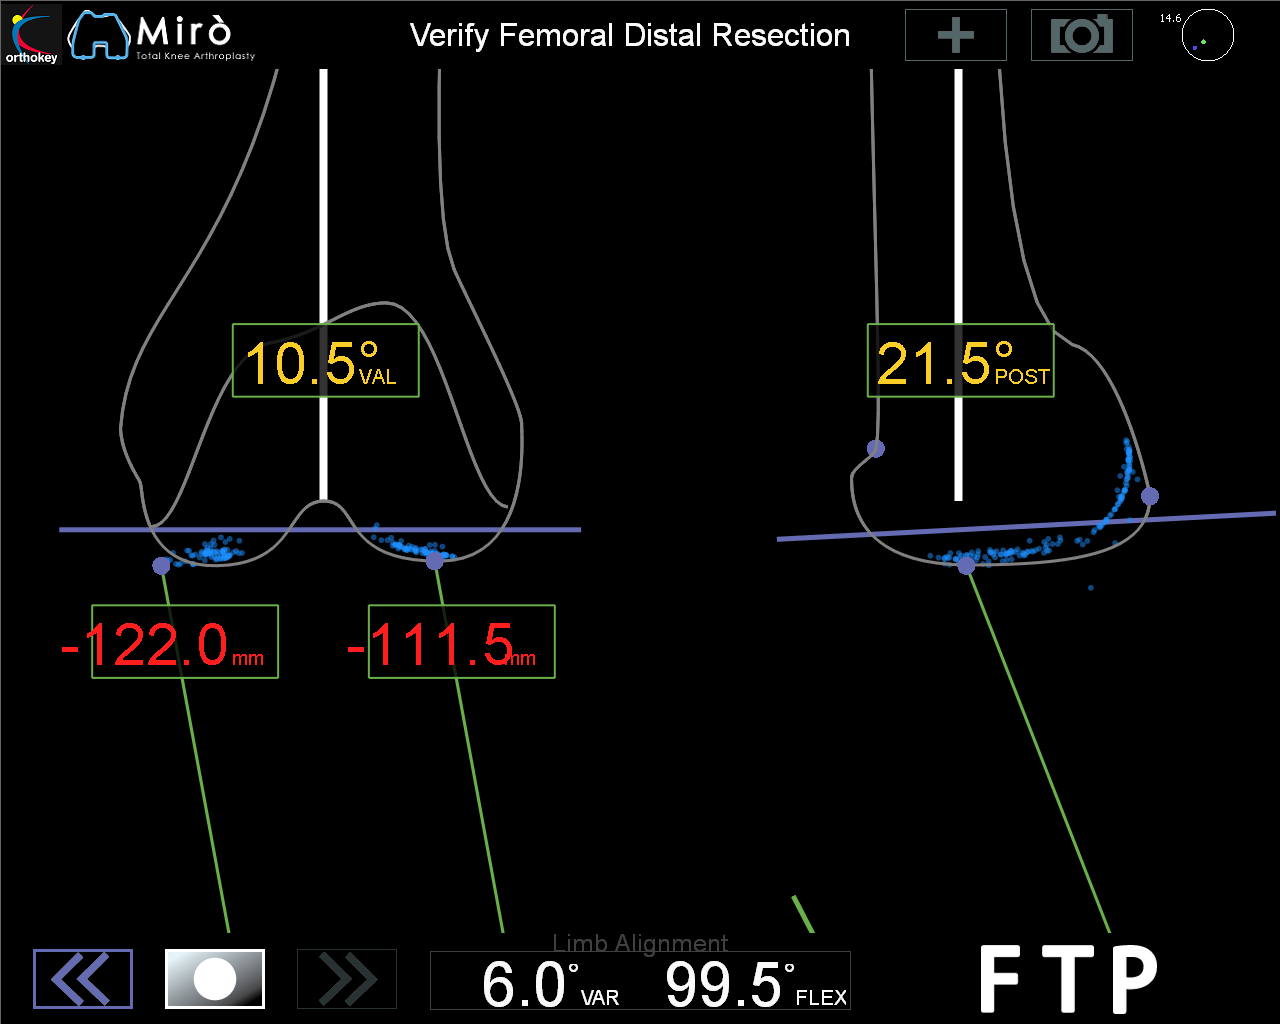 orthokey
Mirò
Total Knee Arthroplasty
Verify Femoral Distal Resection
14.6
10.5° VAL
21.5° POST
-122.0 mm
-111.5 mm
Limb Alignment
6.0° VAR 99.5° FLEX
FTP